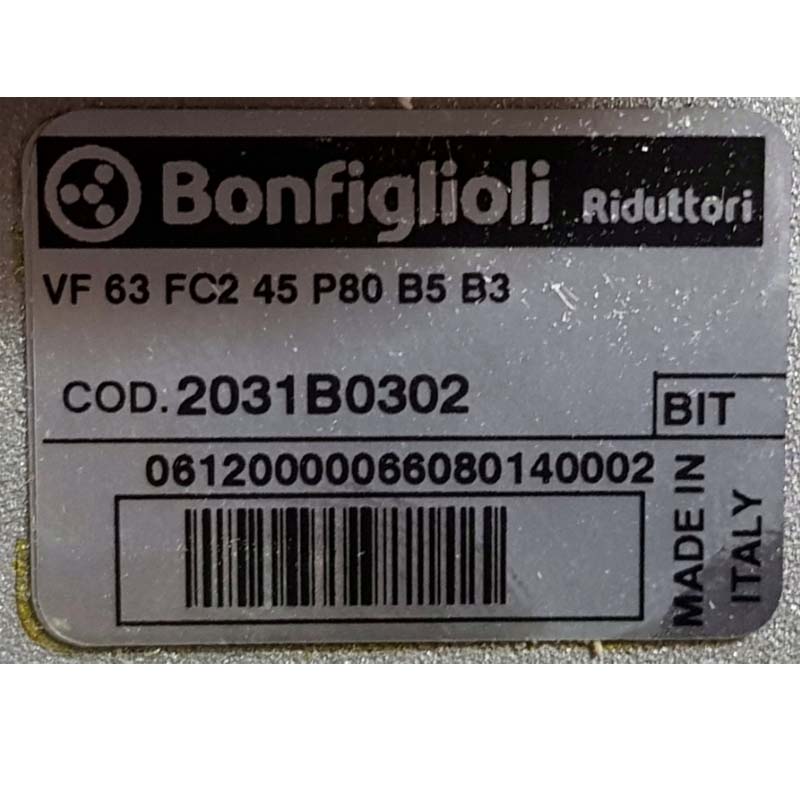 Bonfiglioli Riduttori
VF 63 FC2 45 P80 B5 B3
COD. 2031B0302
BIT
06120000066080140002
MADE IN
ITALY